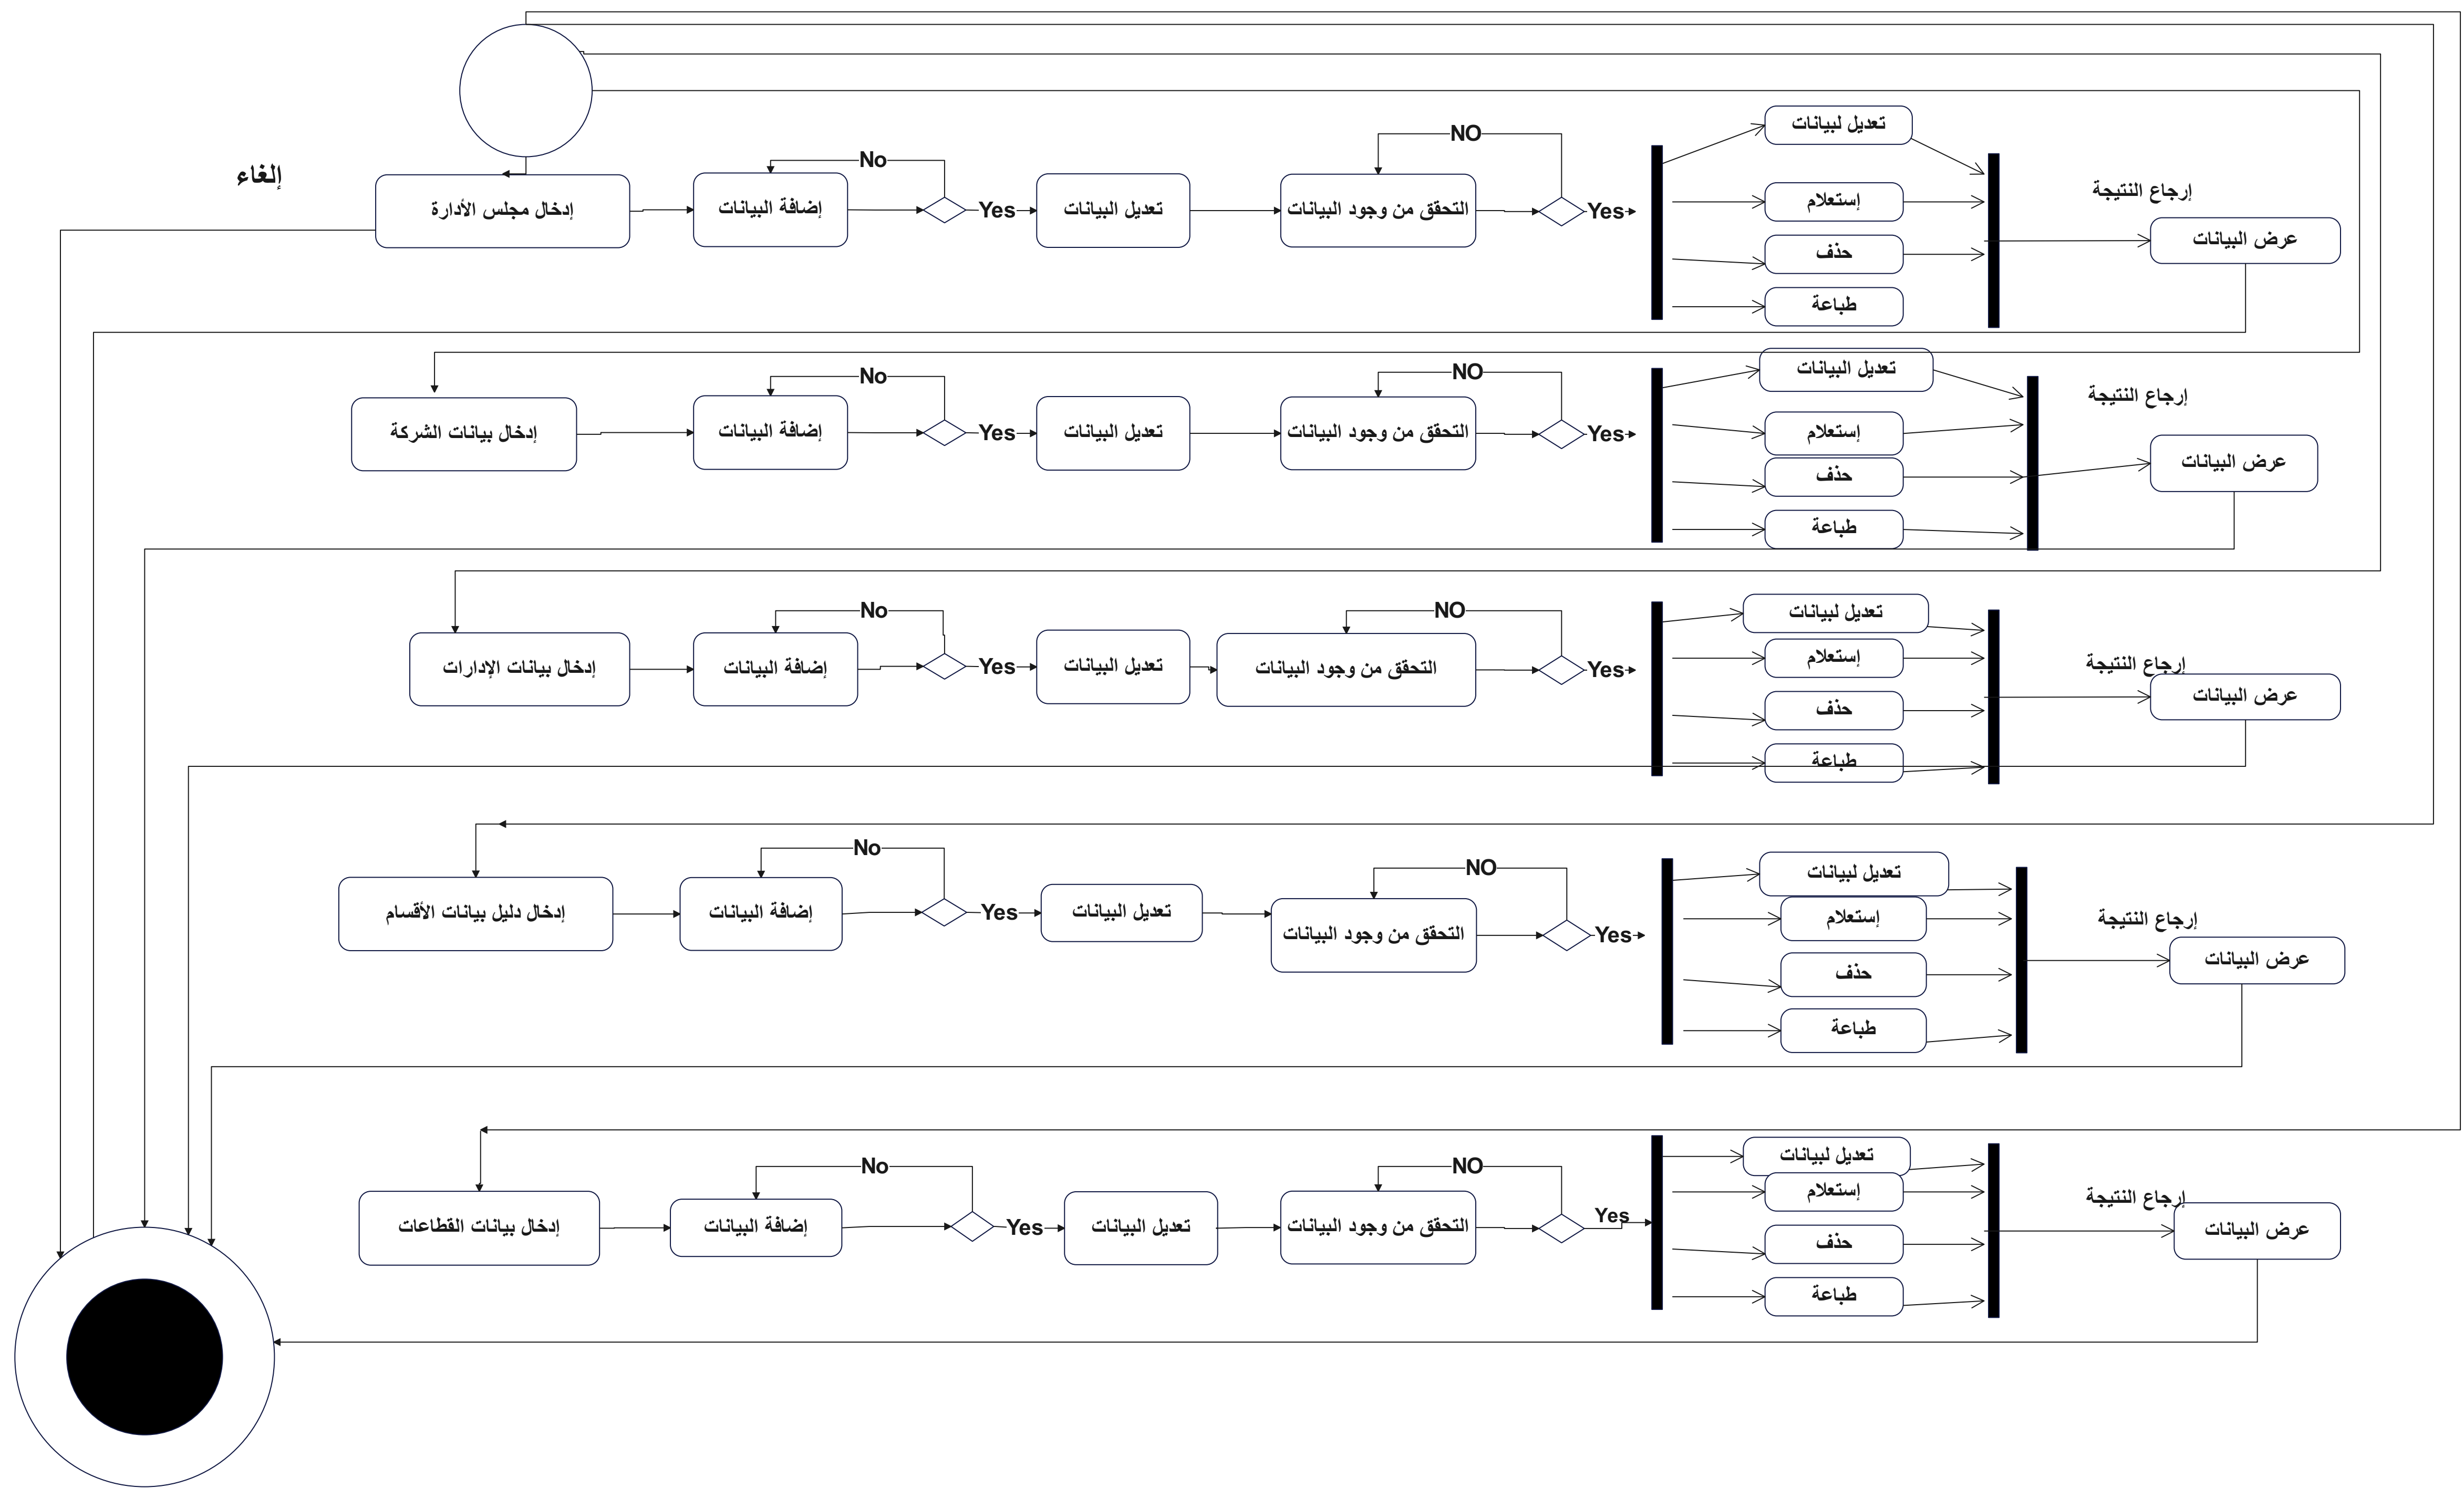 إلغاء
إدخال مجلس الأدارة
إضافة البيانات
No
Yes
تعديل البيانات
التحقق من وجود البيانات
NO
Yes
تعديل لبيانات
إستعلام
حذف
طباعة
إرجاع النتيجة
عرض البيانات
إدخال بيانات الشركة
إضافة البيانات
No
Yes
تعديل البيانات
التحقق من وجود البيانات
NO
Yes
تعديل البيانات
إستعلام
حذف
طباعة
إرجاع النتيجة
عرض البيانات
إدخال بيانات الإدارات
إضافة البيانات
No
Yes
تعديل البيانات
التحقق من وجود البيانات
NO
Yes
تعديل لبيانات
إستعلام
حذف
طباعة
إرجاع النتيجة
عرض البيانات
إدخال دليل بيانات الأقسام
إضافة البيانات
No
Yes
تعديل البيانات
التحقق من وجود البيانات
NO
Yes
تعديل لبيانات
إستعلام
حذف
طباعة
إرجاع النتيجة
عرض البيانات
إدخال بيانات القطاعات
إضافة البيانات
No
Yes
تعديل البيانات
التحقق من وجود البيانات
NO
Yes
تعديل لبيانات
إستعلام
حذف
طباعة
إرجاع النتيجة
عرض البيانات